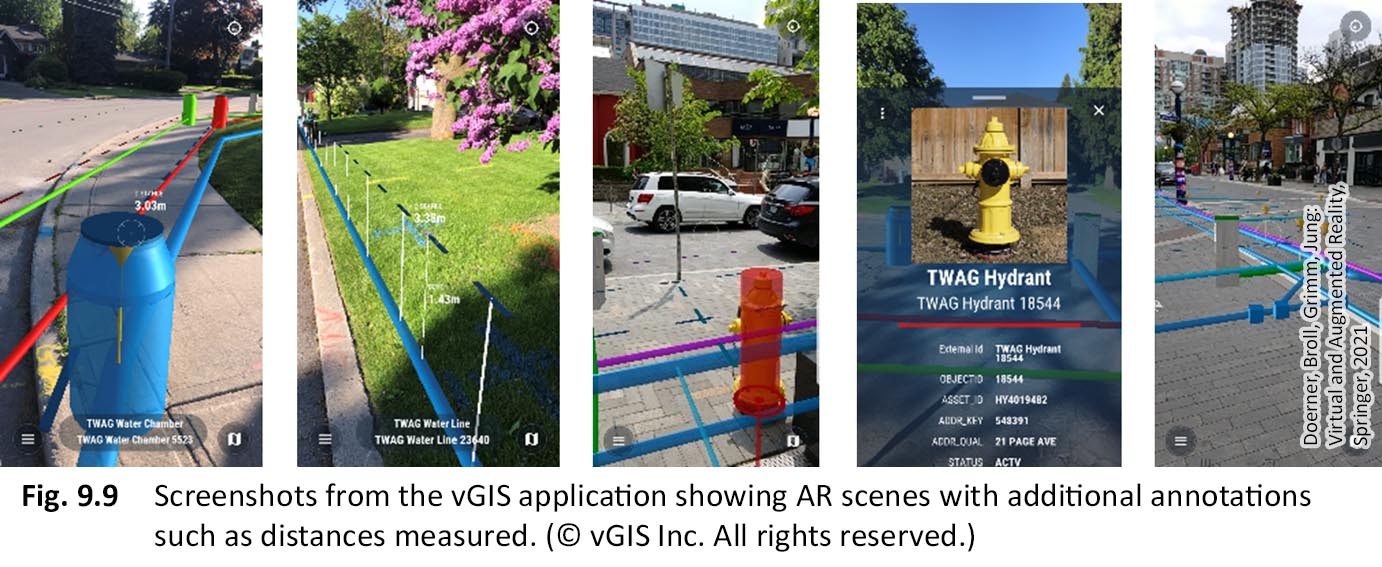 DISTANCE
3,03m
TWAG Water Chamber
TWAG Water Chamber 5523
3.38m
1.43m
TWAG Water Line
TWAG Water Line 23640
TWAG Hydrant
TWAG Hydrant 18544
External Id TWAG Hydrant
18544
OBJECTID 18544
ASSET_ID HY4019482
ADDR_KEY 548391
ADDR_QUAL 21 PAGE AVE
STATUS ACTV
Doerner, Broll, Grimm, Jung:
Virtual and Augmented Reality,
Springer, 2021
Fig. 9.9 Screenshots from the vGIS application showing AR scenes with additional annotations
such as distances measured. (© vGIS Inc. All rights reserved.)